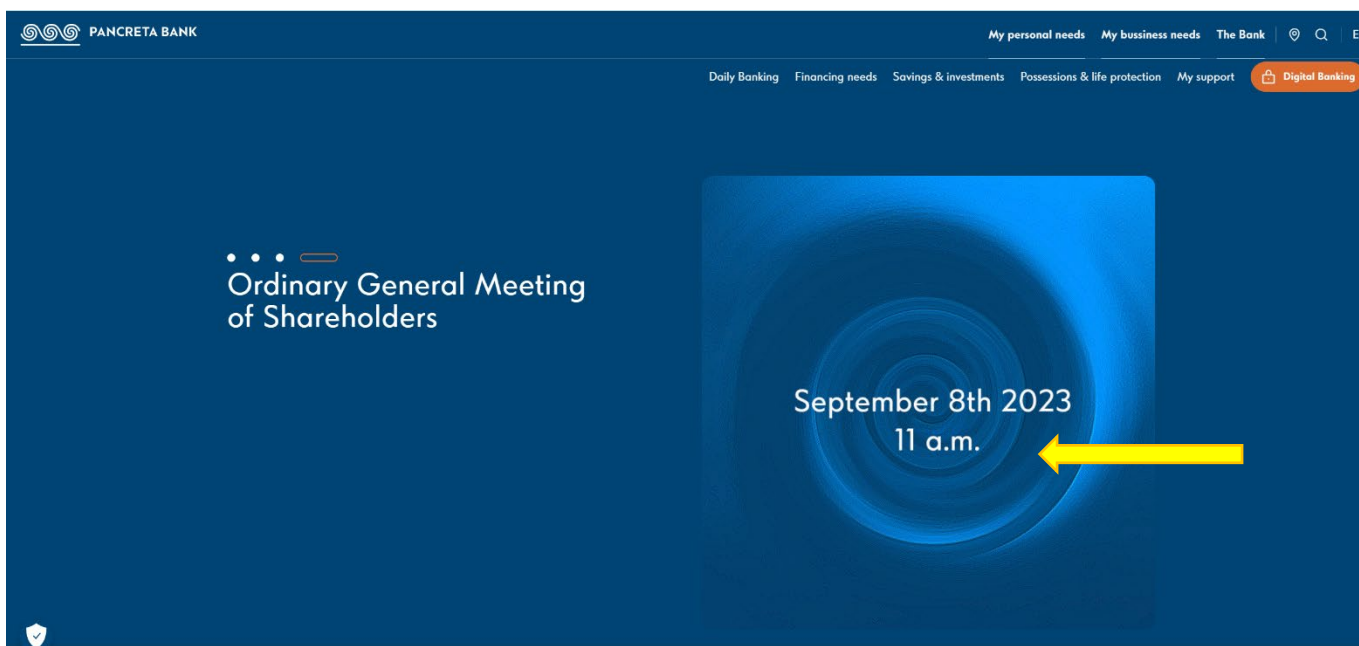 PANCRETA BANK
My personal needs My bussiness needs The Bank E
Daily Banking Financing needs Savings & investments Possessions & life protection My support Digital Banking
Ordinary General Meeting
of Shareholders
September 8th 2023
11 a.m.